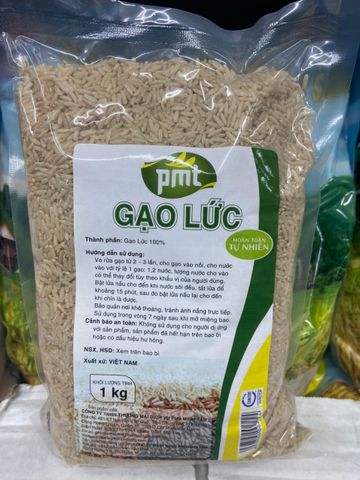 pmt
GẠO LỨC
HOÀN TOÀN
TỰ NHIÊN
Thành phần: Gạo Lức 100%
Hướng dẫn sử dụng:
Vo rửa gạo từ 2 - 3 lần, cho gạo vào nồi, cho nước
vào với tỷ lệ 1 gạo: 1,2 nước, lượng nước cho vào
có thể thay đổi tùy theo khẩu vị của người dùng.
Bật lửa nấu cho đến khi nước sôi đều, tắt lửa để
khoảng 15 phút, sau đó bật lửa nấu lại cho đến
khi chín là được.
Bảo quản nơi khô thoáng, tránh ánh nắng trực tiếp.
Sử dụng trong vòng 7 ngày sau khi mở miệng bao.
Cảnh báo an toàn: Không sử dụng cho người dị ứng
với sản phẩm, sản phẩm đã hết hạn trên bao bì
hoặc có dấu hiệu hư hỏng.
NSX, HSD: Xem trên bao bì
Xuất xứ: VIỆT NAM
KHỐI LƯỢNG TỊNH
1 kg
CÔNG TY TNHH THƯƠNG MẠI DỊCH VỤ